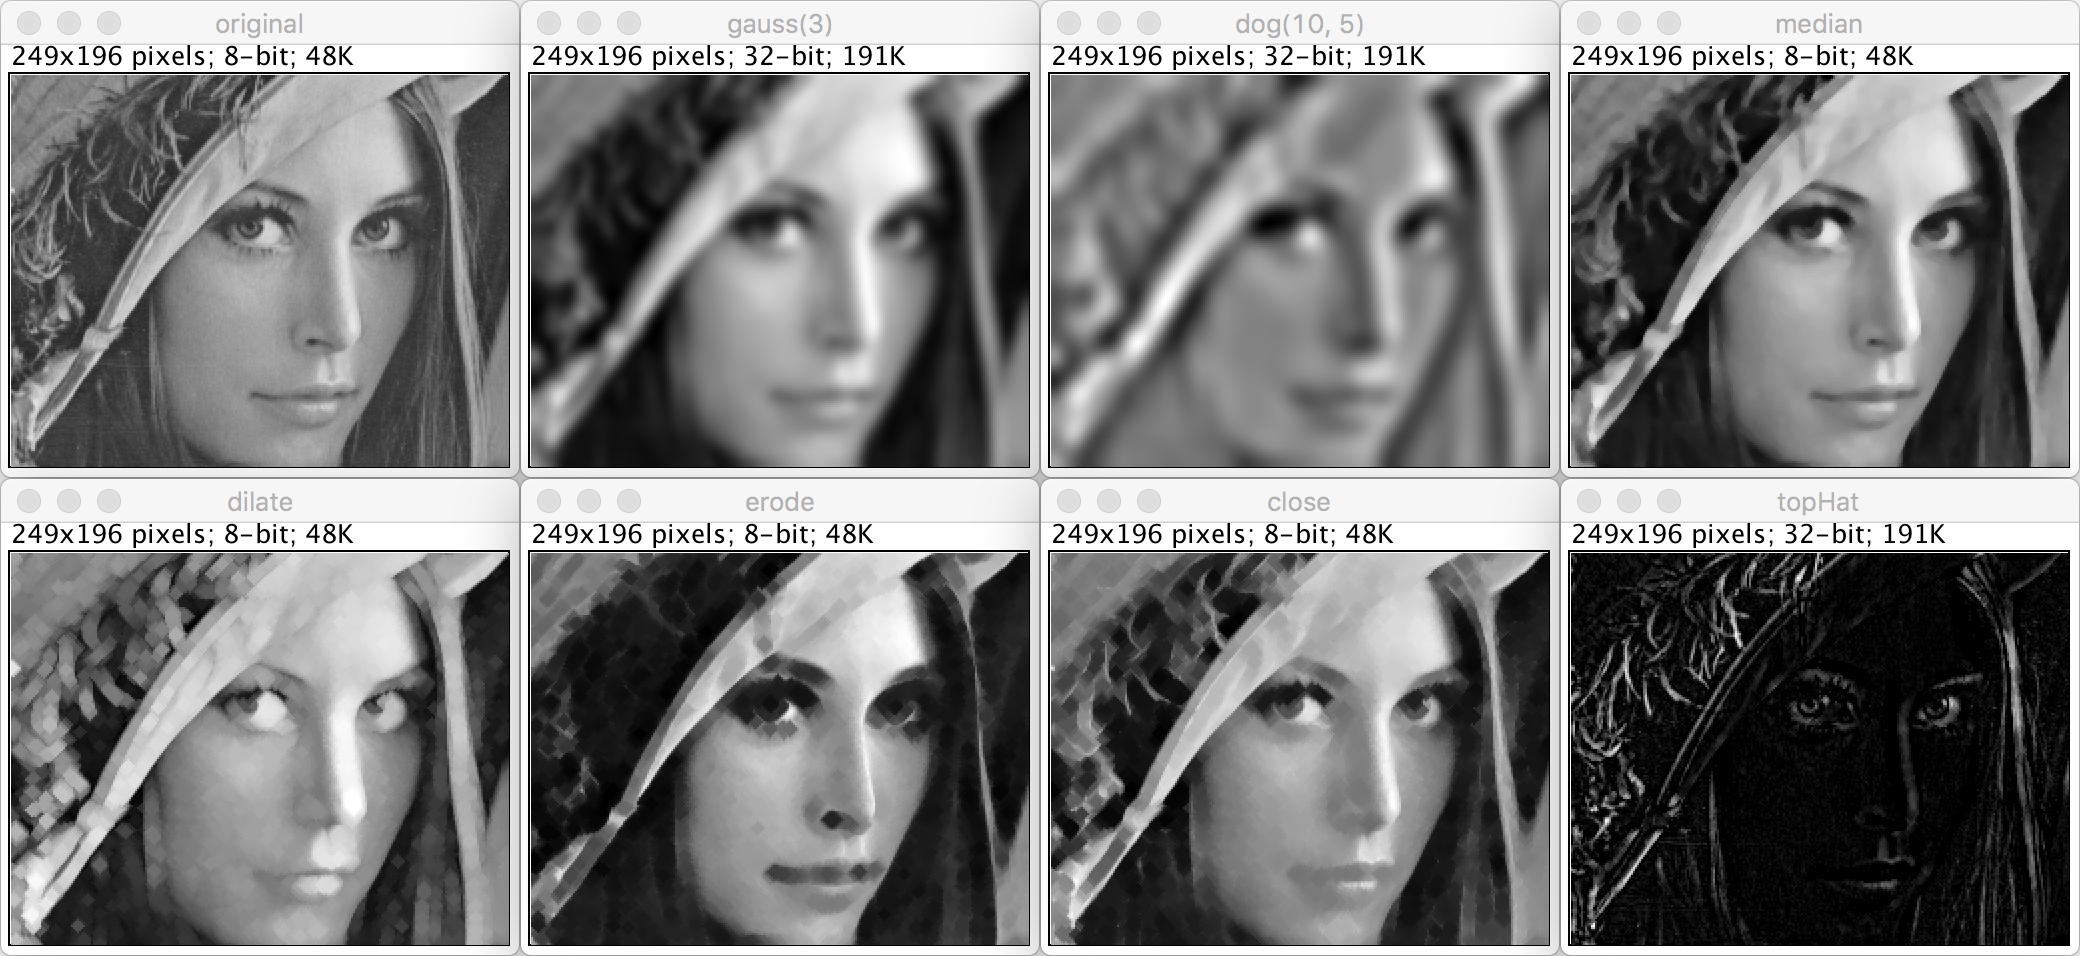 original
249x196 pixels; 8-bit; 48K
gauss(3)
249x196 pixels; 32-bit; 191K
dog(10, 5)
249x196 pixels; 32-bit; 191K
median
249x196 pixels; 8-bit; 48K
dilate
249x196 pixels; 8-bit; 48K
erode
249x196 pixels; 8-bit; 48K
close
249x196 pixels; 8-bit; 48K
topHat
249x196 pixels; 32-bit; 191K